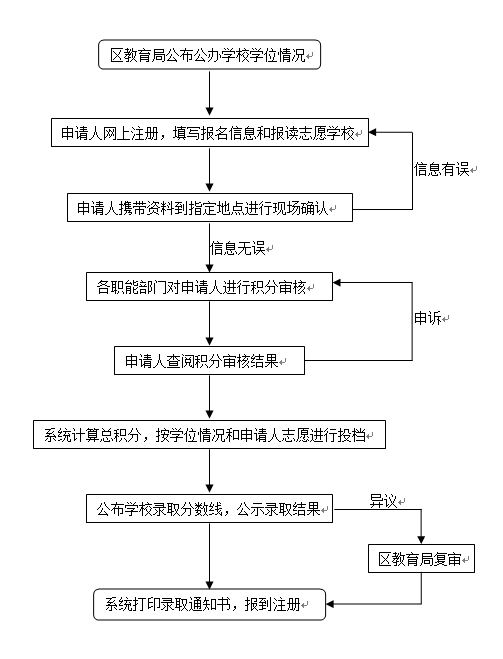 区教育局公布公办学校学位情况
申请人网上注册，填写报名信息和报读志愿学校
信息有误
申请人携带资料到指定地点进行现场确认
信息无误
各职能部门对申请人进行积分审核
申诉
申请人查阅积分审核结果
系统计算总积分，按学位情况和申请人志愿进行投档
公布学校录取分数线，公示录取结果
异议
区教育局复审
系统打印录取通知书，报到注册